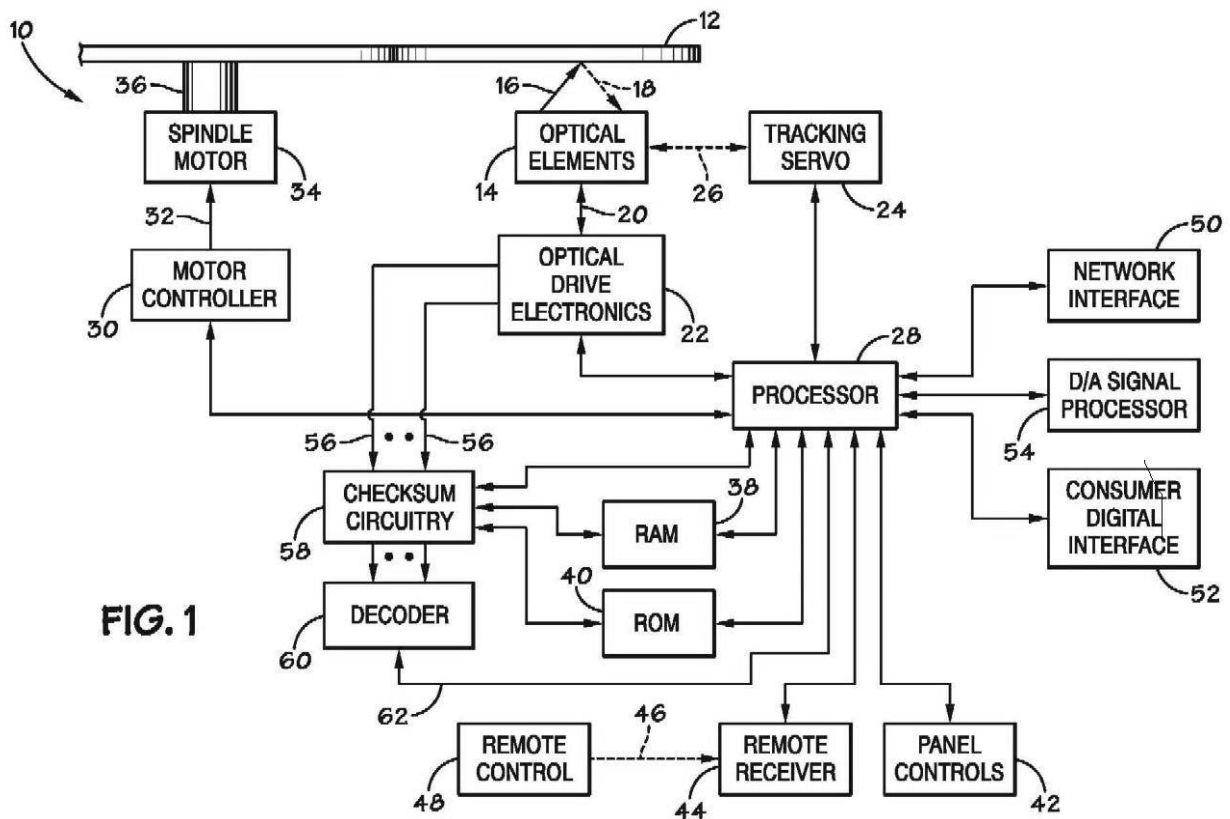 10
12
36
16
18
SPINDLE
MOTOR
34
OPTICAL
ELEMENTS
14
26
TRACKING
SERVO
24
32
20
MOTOR
CONTROLLER
30
OPTICAL
DRIVE
ELECTRONICS
22
50
NETWORK
INTERFACE
28
PROCESSOR
D/A SIGNAL
PROCESSOR
54
56
56
CHECKSUM
CIRCUITRY
58
38
RAM
CONSUMER
DIGITAL
INTERFACE
52
FIG. 1
DECODER
60
40
ROM
62
46
REMOTE
CONTROL
48
REMOTE
RECEIVER
44
PANEL
CONTROLS
42